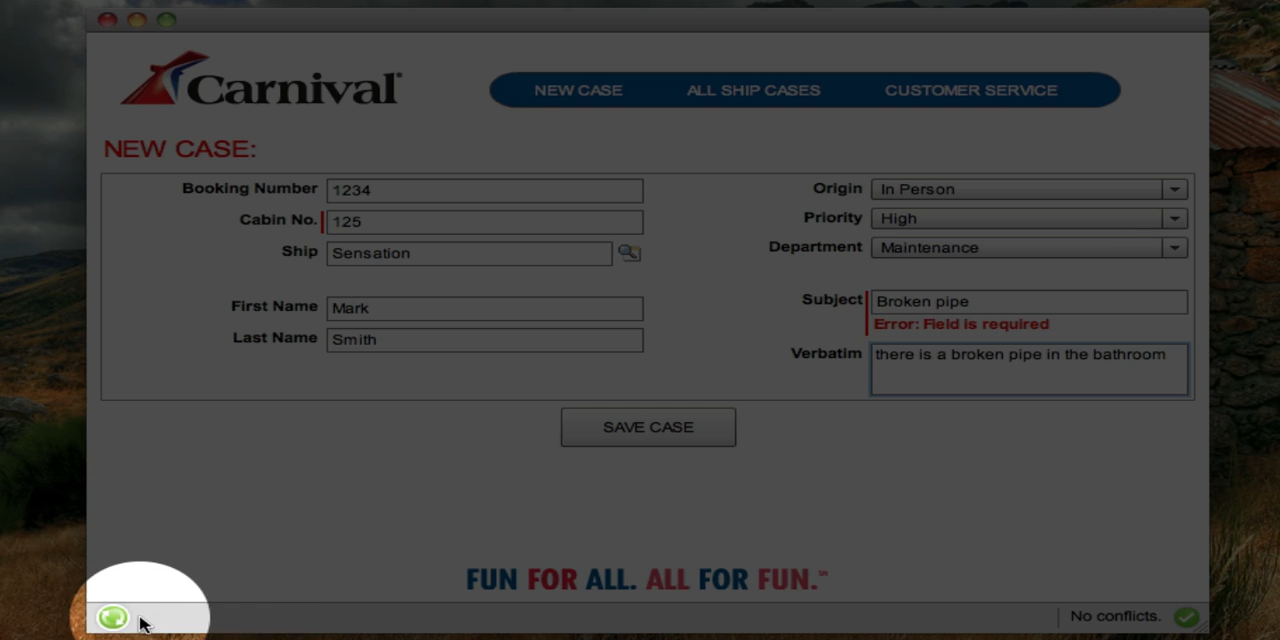 Carnival
NEW CASE ALL SHIP CASES CUSTOMER SERVICE
NEW CASE:
Booking Number 1234
Cabin No. 125
Ship Sensation
First Name Mark
Last Name Smith
Origin In Person
Priority High
Department Maintenance
Subject Broken pipe
Error: Field is required
Verbatim there is a broken pipe in the bathroom
SAVE CASE
FUN FOR ALL. ALL FOR FUN.℠
No conflicts.